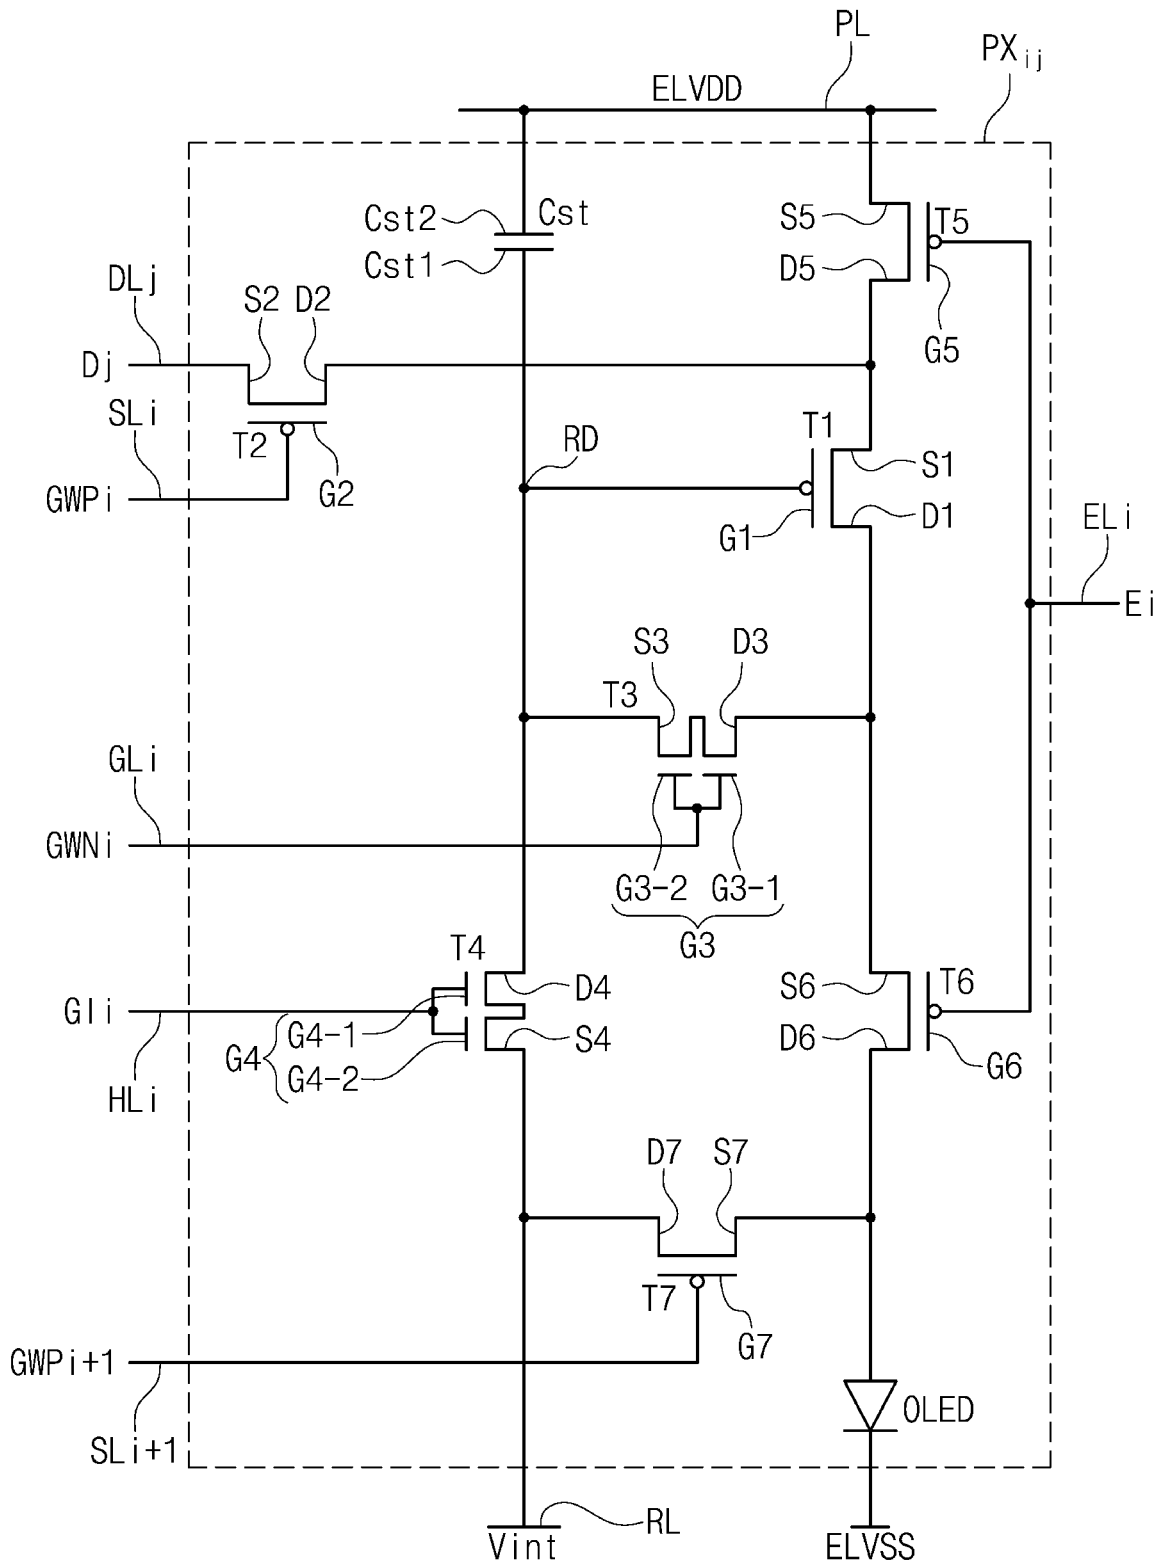 PL
PXij
ELVDD
Cst2
Cst
Cst1
S5
T5
D5
G5
DLj
S2
D2
Dj
SLi
T2
G2
GWPi
RD
T1
S1
G1
D1
ELi
Ei
S3
D3
T3
GLi
GWNi
G3-2
G3-1
G3
T4
D4
S6
T6
GIi
G4-1
S4
D6
G4
G4-2
G6
HLi
D7
S7
T7
G7
GWPi+1
SLi+1
OLED
RL
Vint
ELVSS